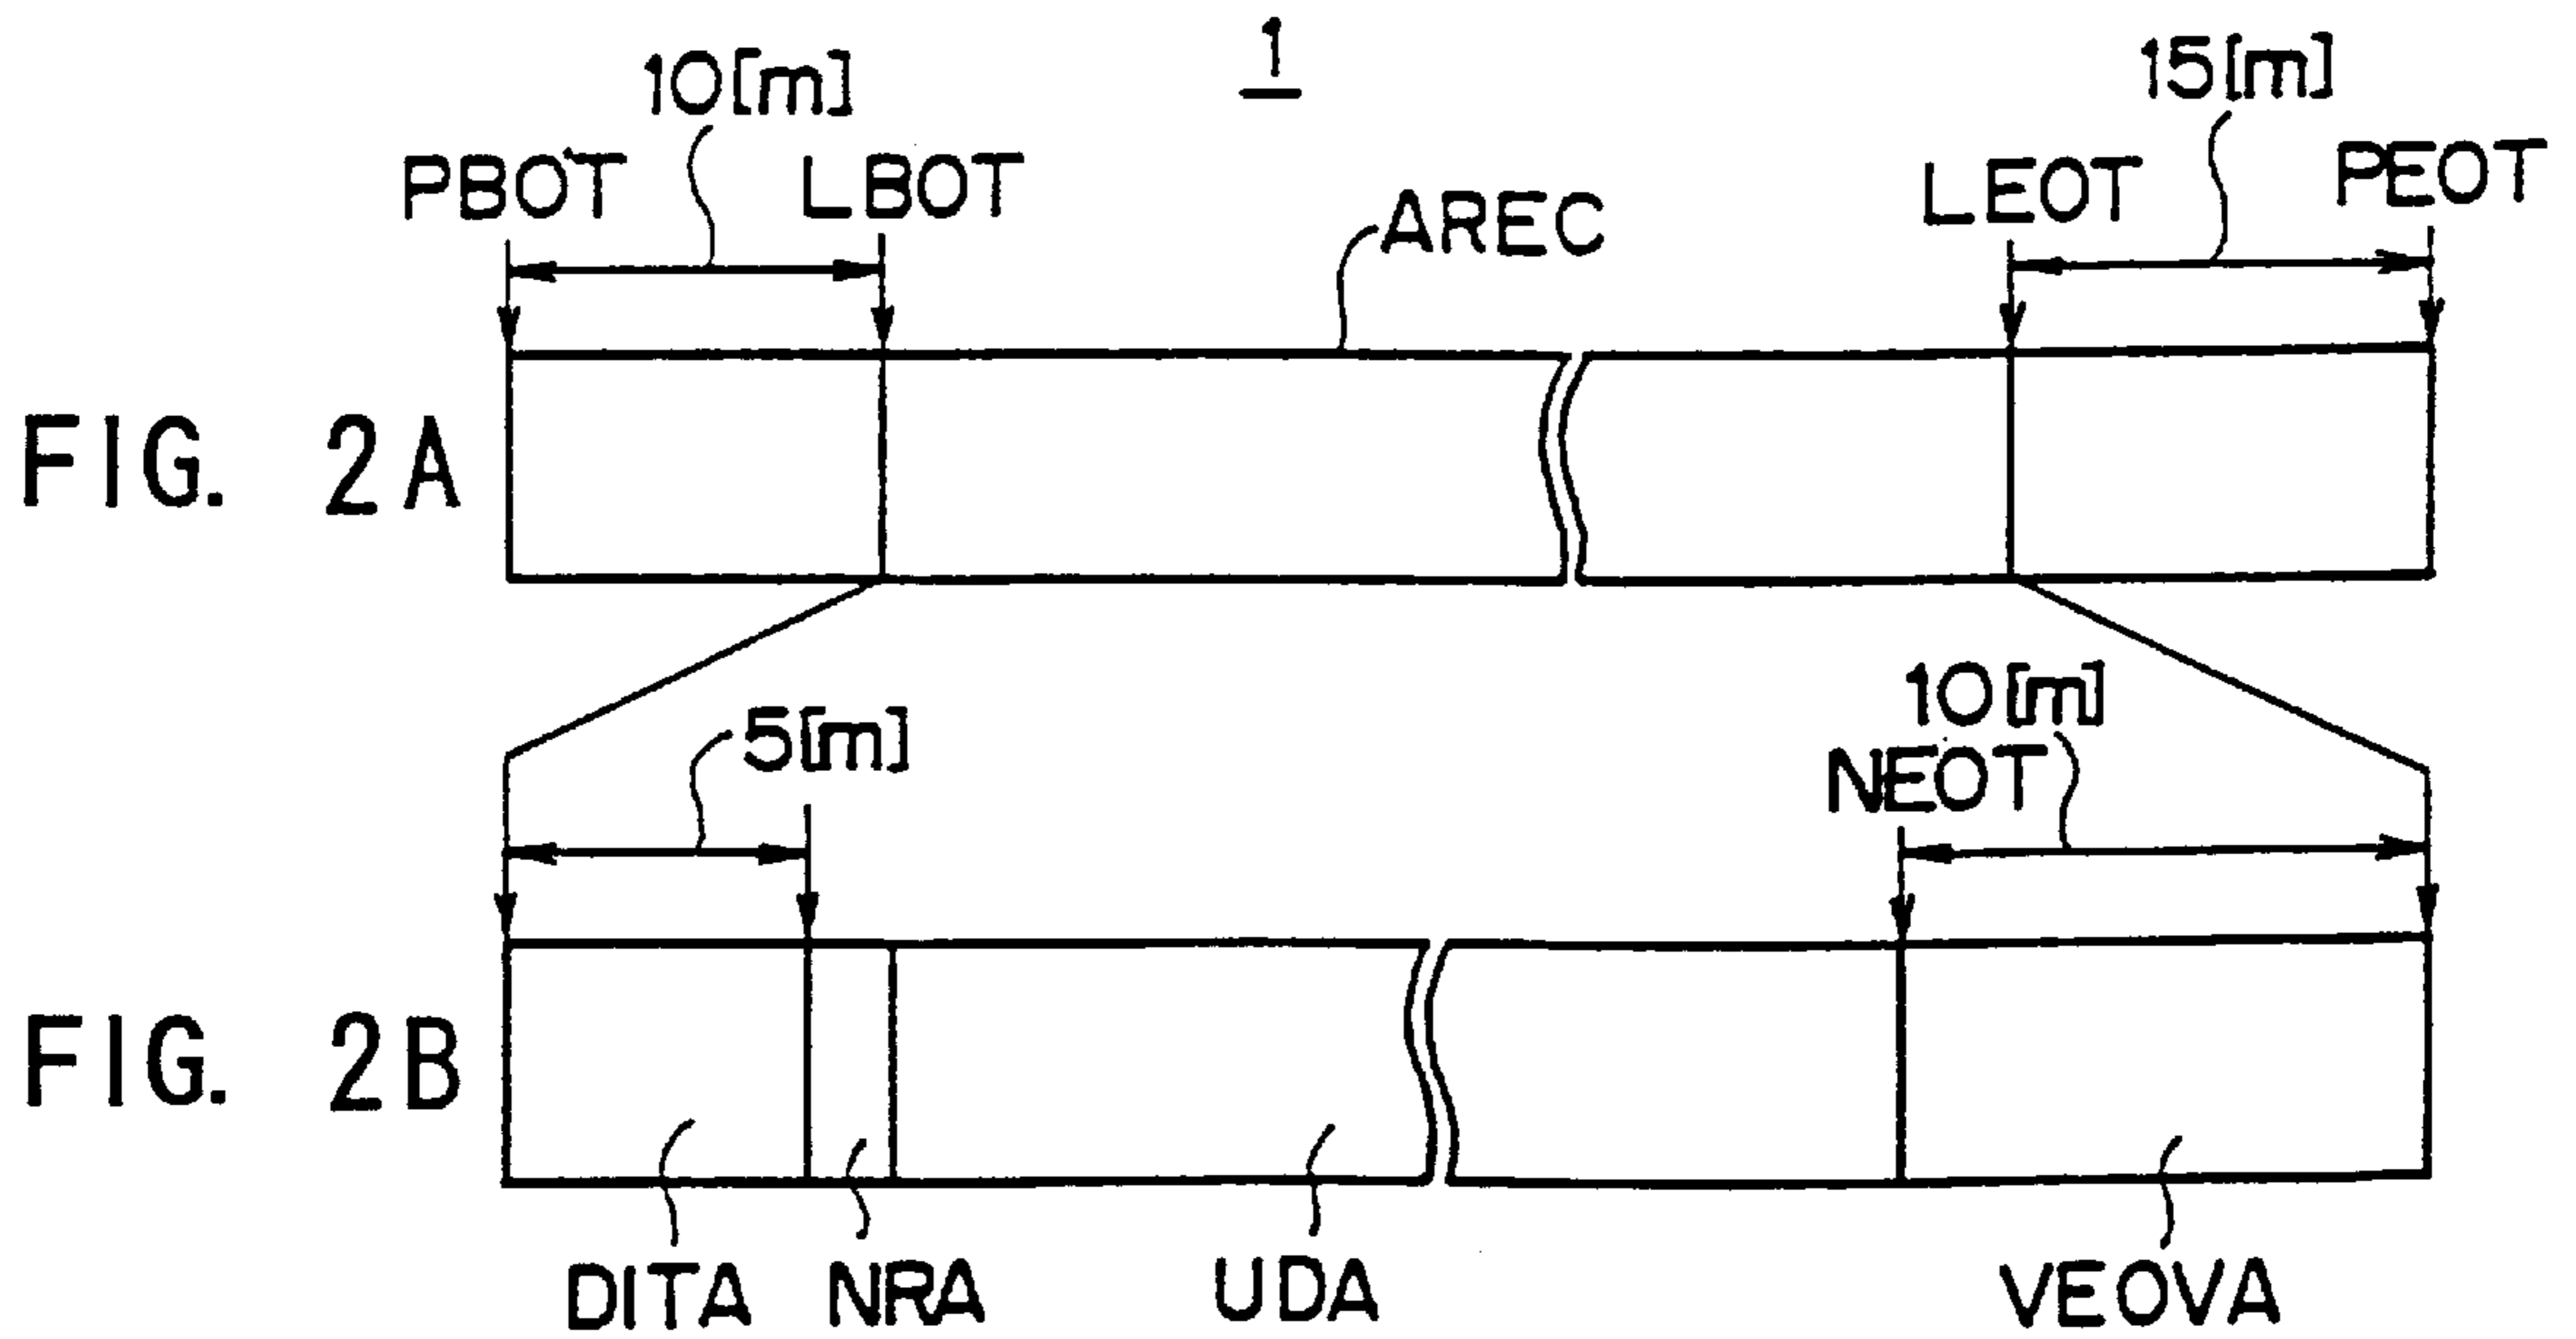 1
10[m]
15[m]
PBOT
LBOT
AREC
LEOT
PEOT
FIG. 2A
5[m]
10[m]
NEOT
FIG. 2B
DITA
NRA
UDA
VEOVA